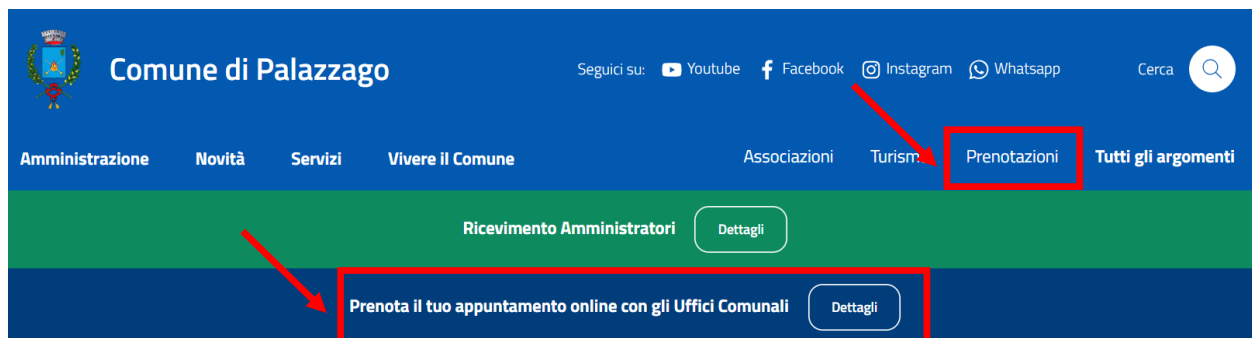 Comune di Palazzago
Seguici su: Youtube Facebook Instagram Whatsapp
Cerca
Amministrazione Novità Servizi Vivere il Comune
Associazioni Turism Prenotazioni Tutti gli argomenti
Ricevimento Amministratori Dettagli
Prenota il tuo appuntamento online con gli Uffici Comunali Dettagli